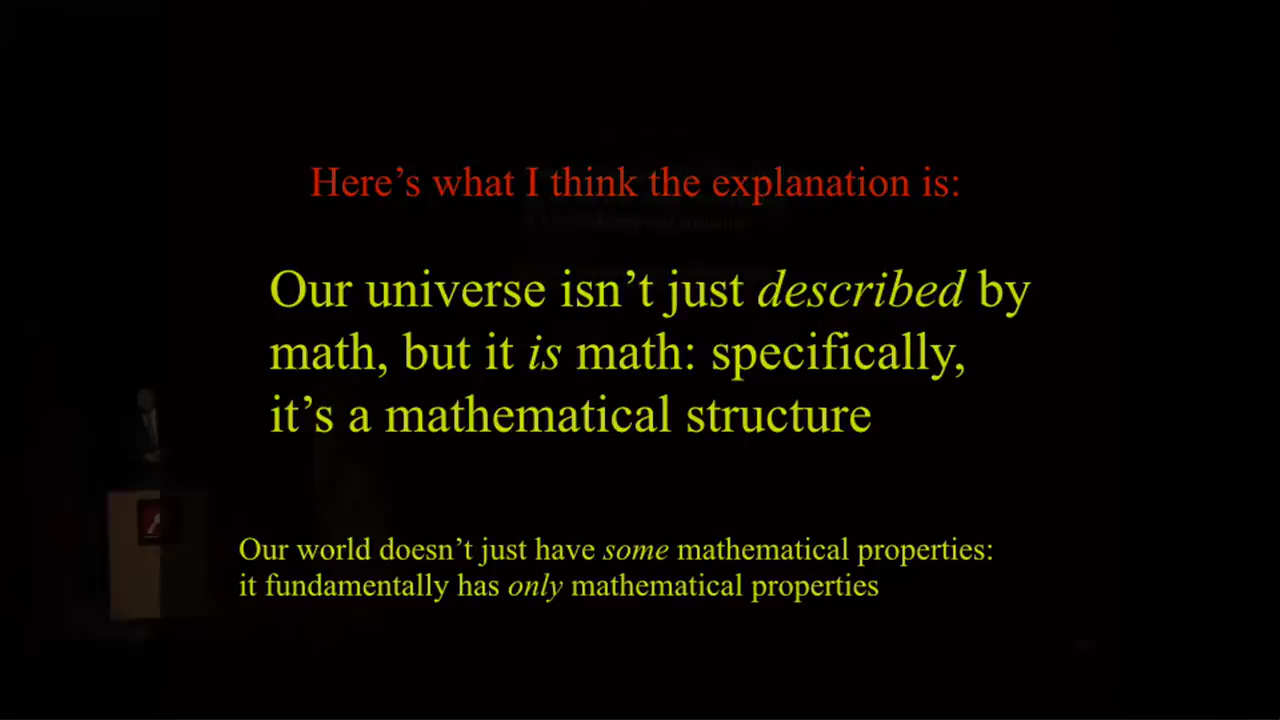 Here’s what I think the explanation is:
Our universe isn’t just described by
math, but it is math: specifically,
it’s a mathematical structure
Our world doesn’t just have some mathematical properties:
it fundamentally has only mathematical properties